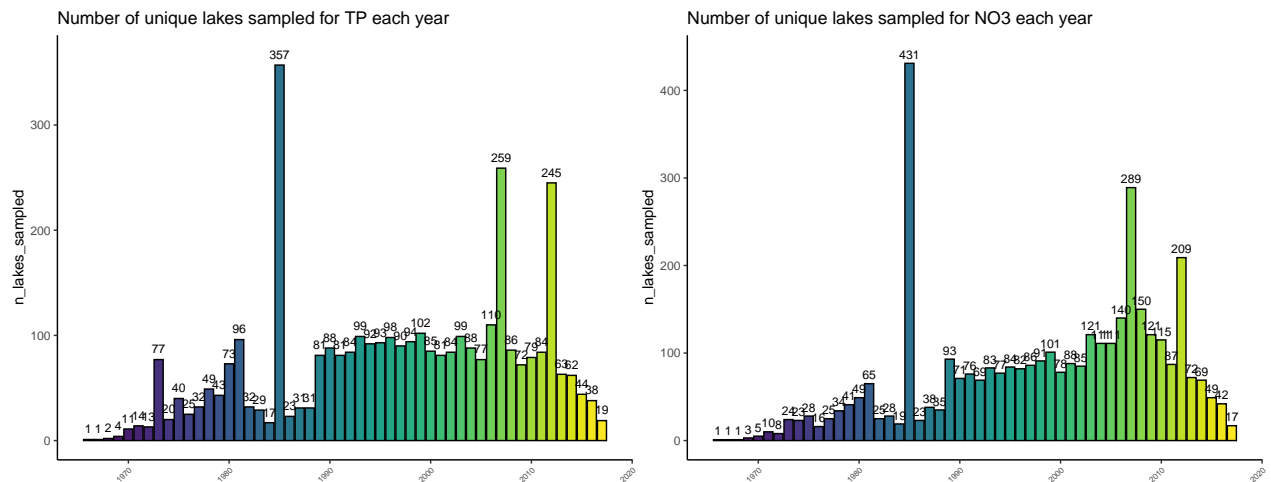 Number of unique lakes sampled for TP each year
n_lakes_sampled
300
200
100
0
1 1 2 4 11 14 13 77 20 40 25 32 49 43 73 96 32 29 17 357 23 31 31 81 88 81 84 99 92 93 98 90 94 102 85 81 84 99 88 77 110 259 86 72 79 84 245 63 62 44 38 19
1970 1980 1990 2000 2010 2020
Number of unique lakes sampled for NO3 each year
n_lakes_sampled
400
300
200
100
0
1 1 1 3 5 10 8 24 23 28 16 25 34 41 49 65 25 28 19 431 23 38 35 93 71 76 69 83 77 84 82 86 91 101 78 88 85 121 111 111 140 289 150 121 115 87 209 72 69 49 42 17
1970 1980 1990 2000 2010 2020